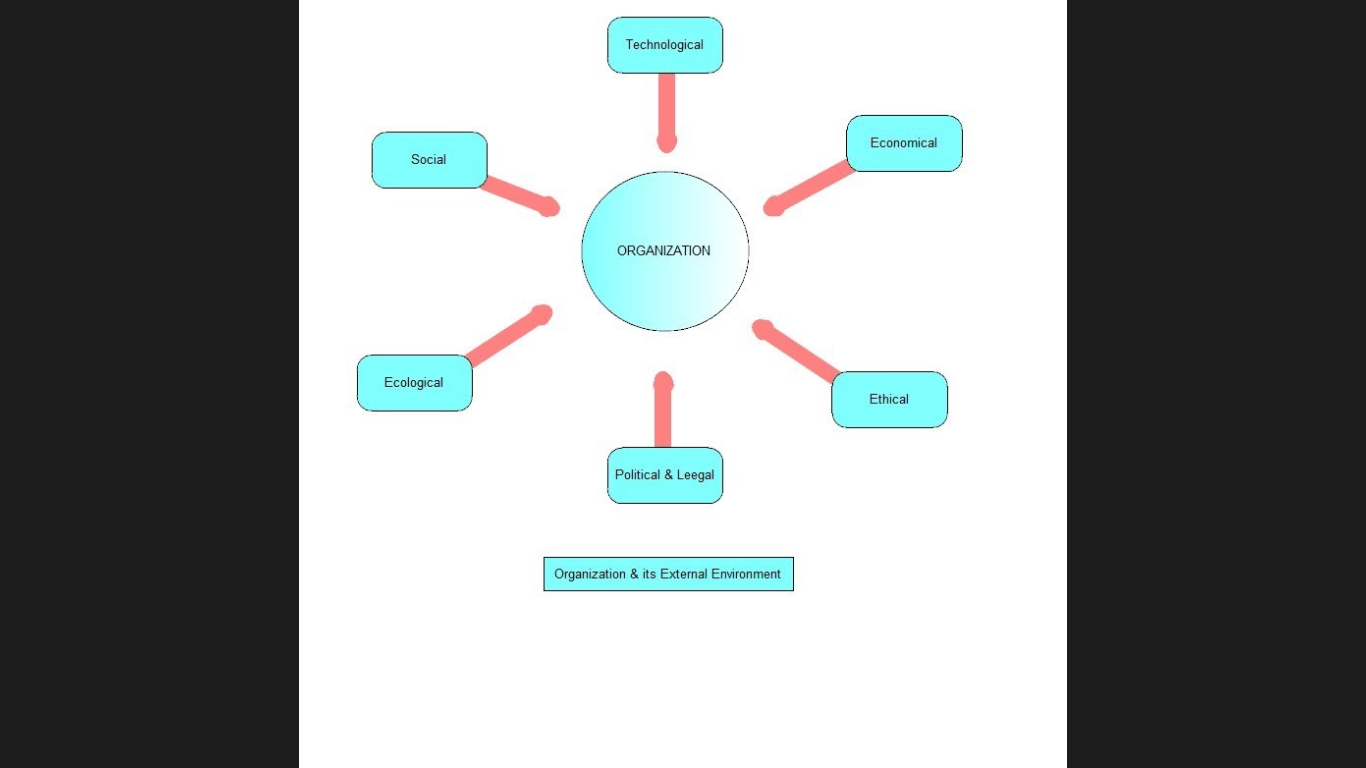 Technological
Economical
Social
ORGANIZATION
Ecological
Ethical
Political & Leegal
Organization & its External Environment